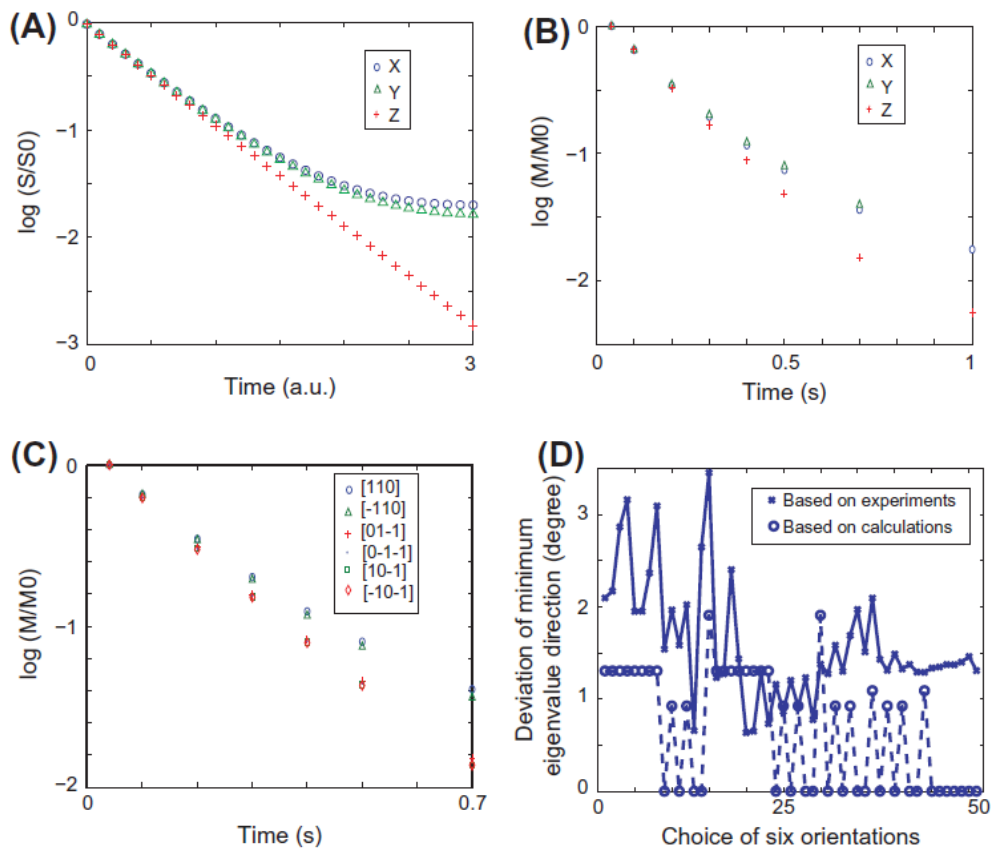 (A)
0
−1
−2
−3
log (S/S0)
X
Y
Z
0
3
Time (a.u.)
(B)
0
−1
−2
log (M/M0)
X
Y
Z
0
0.5
1
Time (s)
(C)
0
−1
−2
log (M/M0)
[110]
[-110]
[01-1]
[0-1-1]
[10-1]
[-10-1]
0
0.7
Time (s)
(D)
3
2
1
0
Deviation of minimum
eigenvalue direction (degree)
Based on experiments
Based on calculations
0
25
50
Choice of six orientations